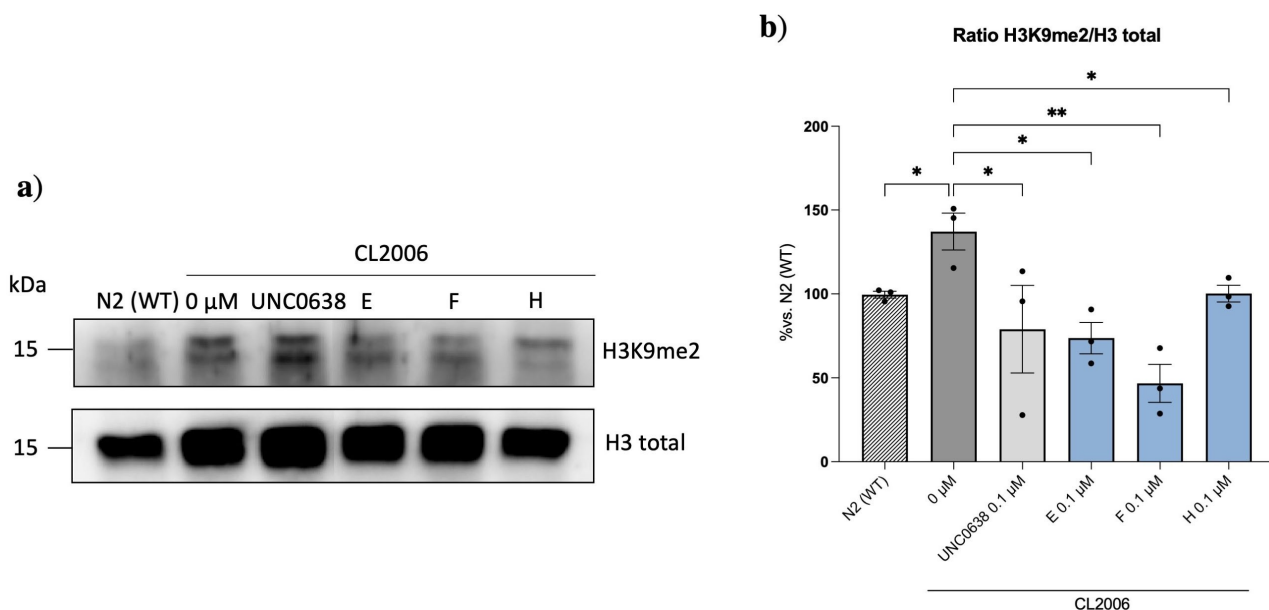 a)
CL2006
kDa
N2 (WT) 0 µM UNC0638 E F H
15 H3K9me2
15 H3 total
b)
Ratio H3K9me2/H3 total
*
**
*
* *
%vs. N2 (WT)
200
150
100
50
0
N2 (WT)
0 µM
UNC0638 0.1 µM
E 0.1 µM
F 0.1 µM
H 0.1 µM
CL2006